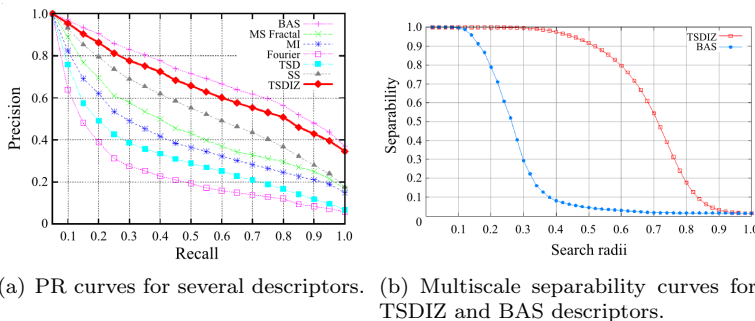 1.0
0.8
0.6
0.4
0.2
0
Precision
0.1 0.2 0.3 0.4 0.5 0.6 0.7 0.8 0.9 1.0
Recall
BAS
MS Fractal
MI
Fourier
TSD
SS
TSDIZ
1.0
0.9
0.8
0.7
0.6
0.5
0.4
0.3
0.2
0.1
0
Separability
0.1 0.2 0.3 0.4 0.5 0.6 0.7 0.8 0.9 1.0
Search radii
TSDIZ
BAS
(a) PR curves for several descriptors.
(b) Multiscale separability curves for
TSDIZ and BAS descriptors.